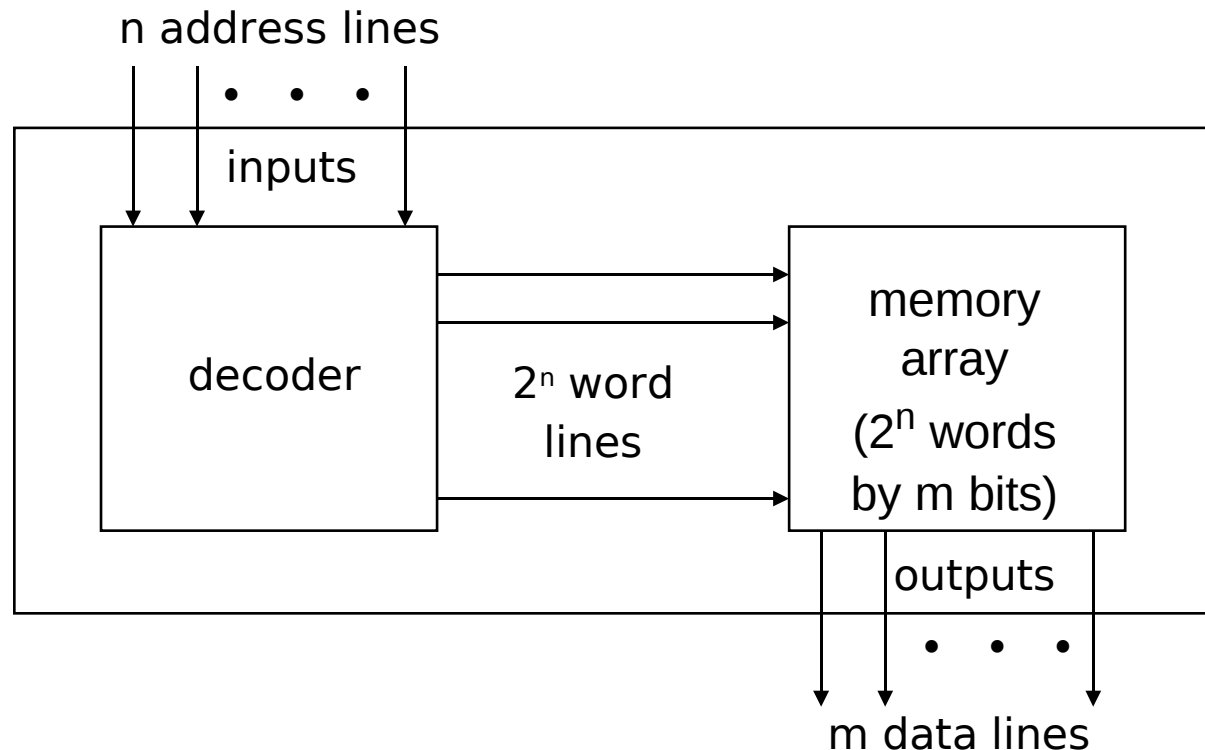 n address lines
inputs
decoder
2ⁿ word
lines
memory
array
(2ⁿ words
by m bits)
outputs
m data lines